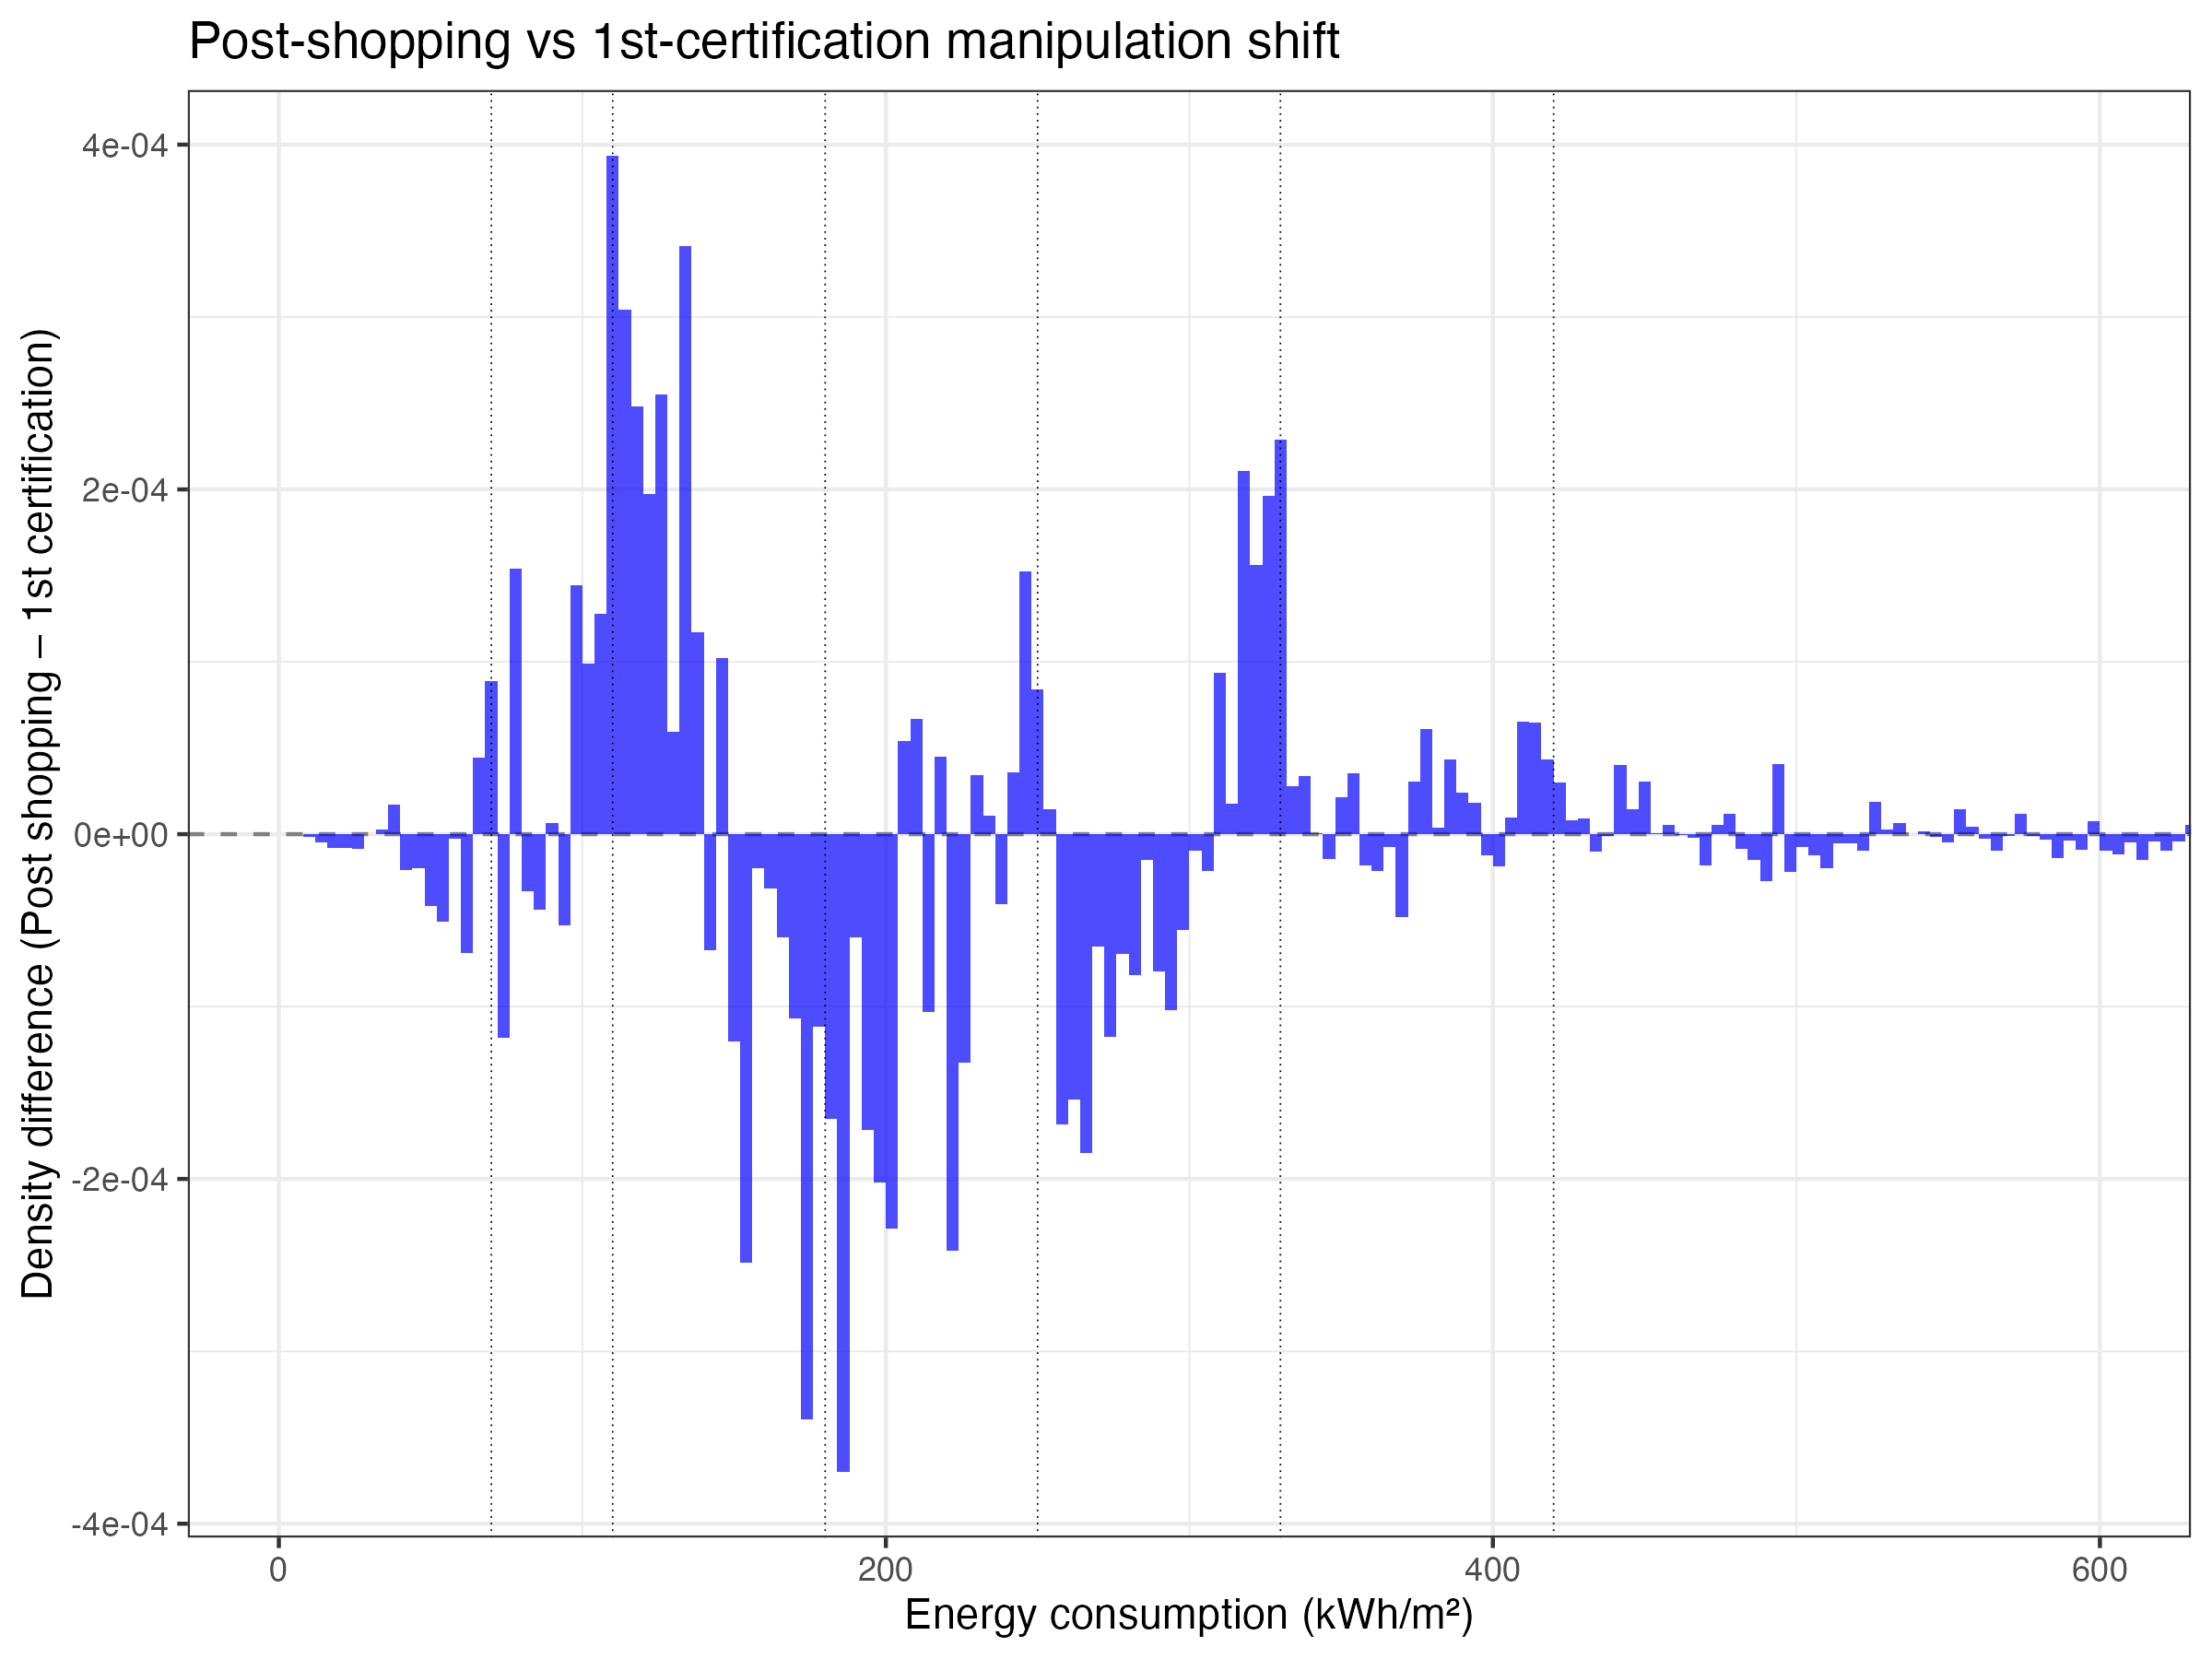 Post-shopping vs 1st-certification manipulation shift
Density difference (Post shopping − 1st certification)
4e-04
2e-04
0e+00
-2e-04
-4e-04
0
200
400
600
Energy consumption (kWh/m²)